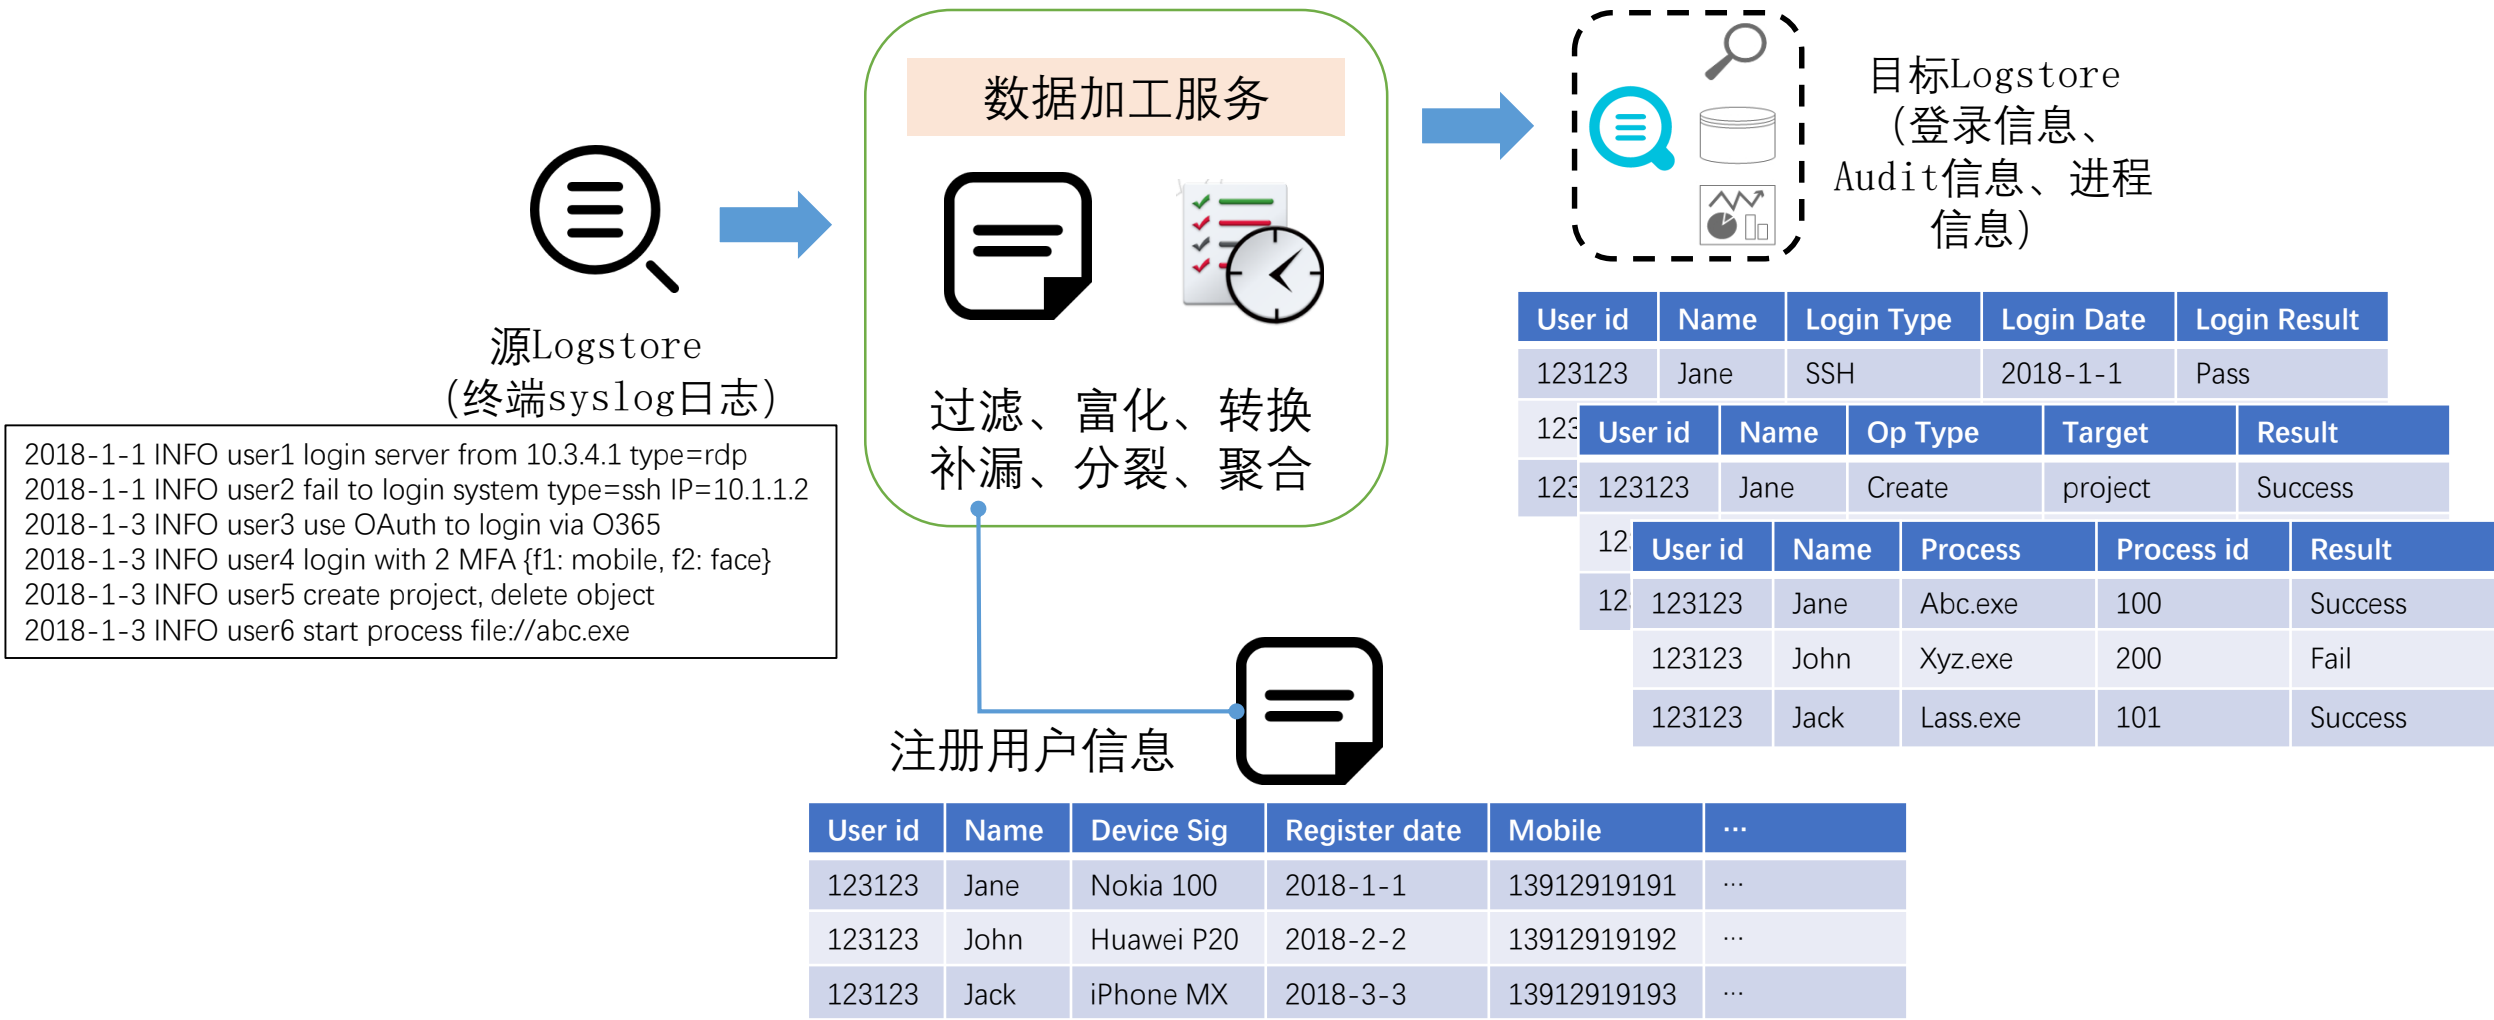 数据加工服务
过滤、富化、转换
补漏、分裂、聚合
源Logstore
(终端syslog日志)
2018-1-1 INFO user1 login server from 10.3.4.1 type=rdp
2018-1-1 INFO user2 fail to login system type=ssh IP=10.1.1.2
2018-1-3 INFO user3 use OAuth to login via O365
2018-1-3 INFO user4 login with 2 MFA {f1: mobile, f2: face}
2018-1-3 INFO user5 create project, delete object
2018-1-3 INFO user6 start process file://abc.exe
目标Logstore
(登录信息、
Audit信息、进程
信息)
User id Name Login Type Login Date Login Result
123123 Jane SSH 2018-1-1 Pass
123
123
User id Name Op Type Target Result
123123 Jane Create project Success
12
12
User id Name Process Process id Result
123123 Jane Abc.exe 100 Success
123123 John Xyz.exe 200 Fail
123123 Jack Lass.exe 101 Success
注册用户信息
User id Name Device Sig Register date Mobile ...
123123 Jane Nokia 100 2018-1-1 13912919191 ...
123123 John Huawei P20 2018-2-2 13912919192 ...
123123 Jack iPhone MX 2018-3-3 13912919193 ...